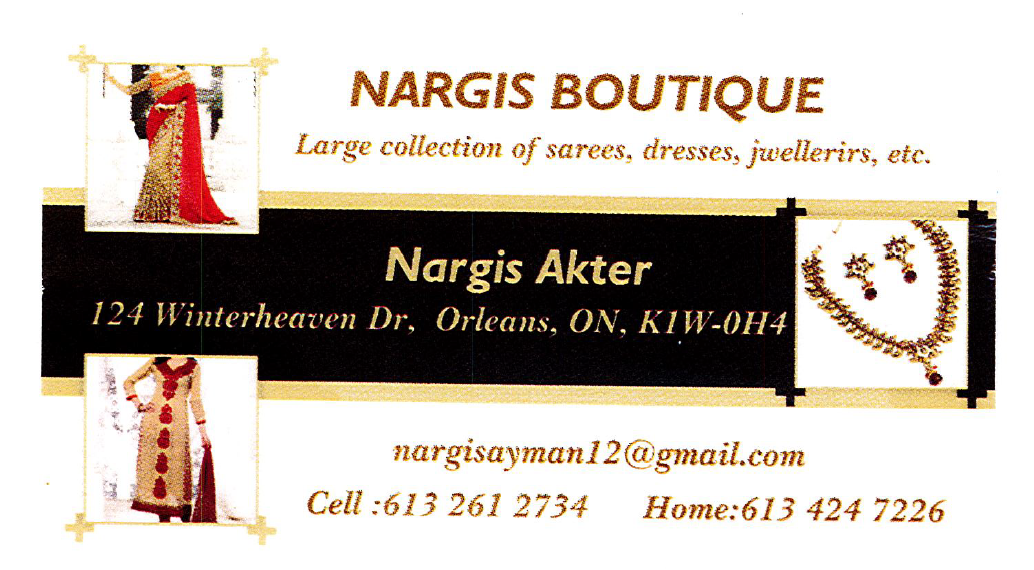 NARGIS BOUTIQUE
Large collection of sarees, dresses, jwellerirs, etc.
Nargis Akter
124 Winterheaven Dr, Orleans, ON, K1W-0H4
nargisayman12@gmail.com
Cell :613 261 2734 Home:613 424 7226